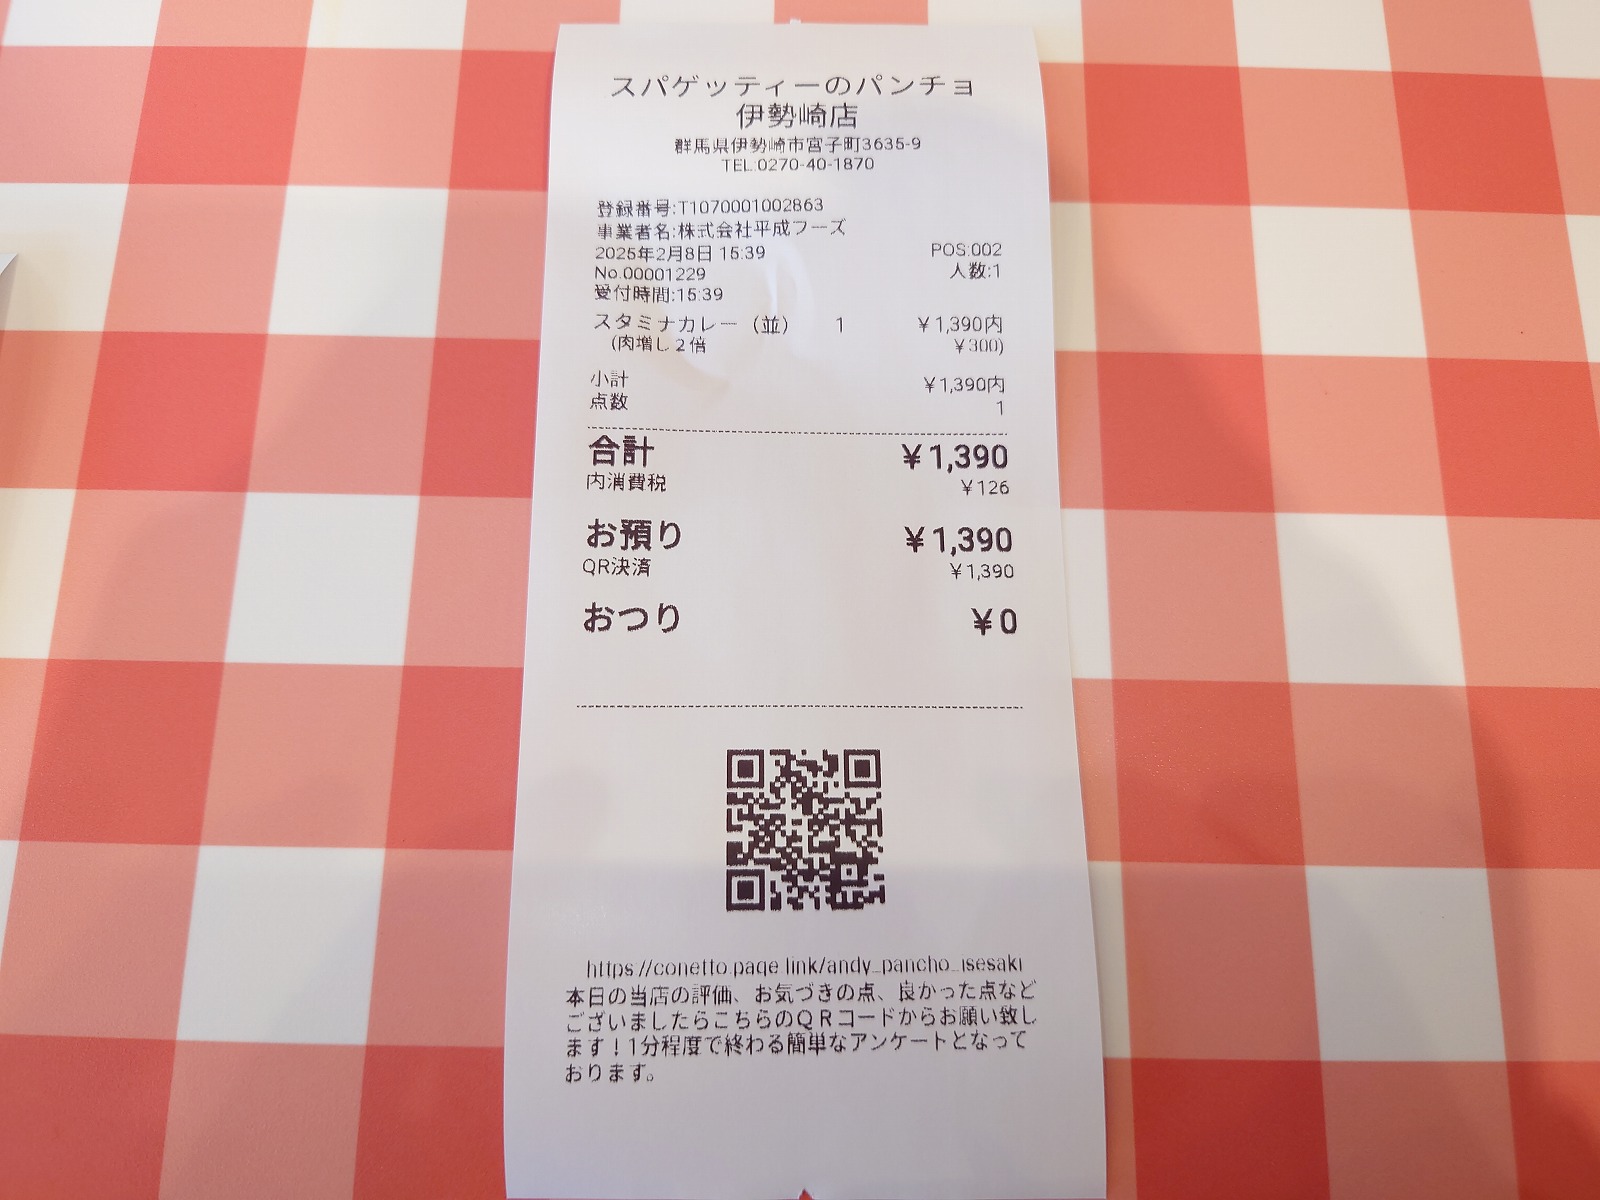 スパゲッティーのパンチョ
伊勢崎店
群馬県伊勢崎市宮子町3635-9
TEL:0270-40-1870
登録番号:T1070001002863
事業者名:株式会社平成フーズ
2025年2月8日 15:39 POS:002
No.00001229 人数:1
受付時間:15:39
スタミナカレー（並） 1 ￥1,390内
(肉増し２倍 ￥300)
小計 ￥1,390内
点数 1
合計 ￥1,390
内消費税 ￥126
お預り ￥1,390
QR決済 ￥1,390
おつり ￥0
https://conetto.page.link/andy_pancho_isesaki
本日の当店の評価、お気づきの点、良かった点など
ございましたらこちらのＱＲコードからお願い致し
ます！1分程度で終わる簡単なアンケートとなって
おります。